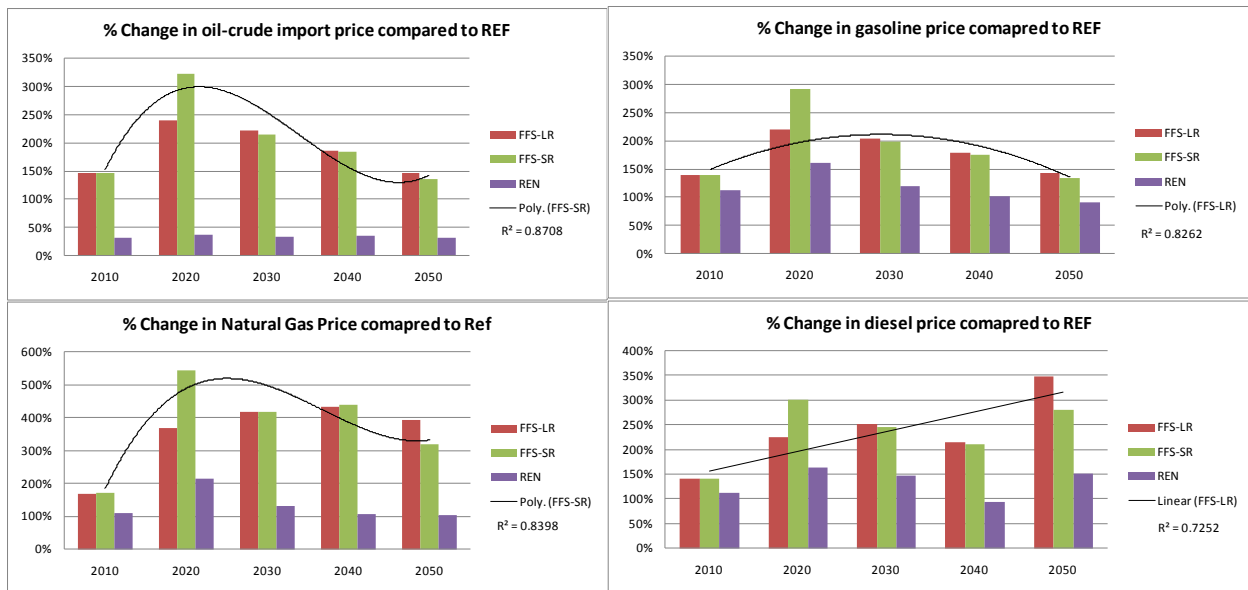 % Change in oil-crude import price compared to REF
350%
300%
250%
200%
150%
100%
50%
0%
2010 2020 2030 2040 2050
FFS-LR
FFS-SR
REN
Poly. (FFS-SR)
R² = 0.8708
% Change in gasoline price comapred to REF
350%
300%
250%
200%
150%
100%
50%
0%
2010 2020 2030 2040 2050
FFS-LR
FFS-SR
REN
Poly. (FFS-LR)
R² = 0.8262
% Change in Natural Gas Price comapred to Ref
600%
500%
400%
300%
200%
100%
0%
2010 2020 2030 2040 2050
FFS-LR
FFS-SR
REN
Poly. (FFS-SR)
R² = 0.8398
% Change in diesel price comapred to REF
400%
350%
300%
250%
200%
150%
100%
50%
0%
2010 2020 2030 2040 2050
FFS-LR
FFS-SR
REN
Linear (FFS-LR)
R² = 0.7252